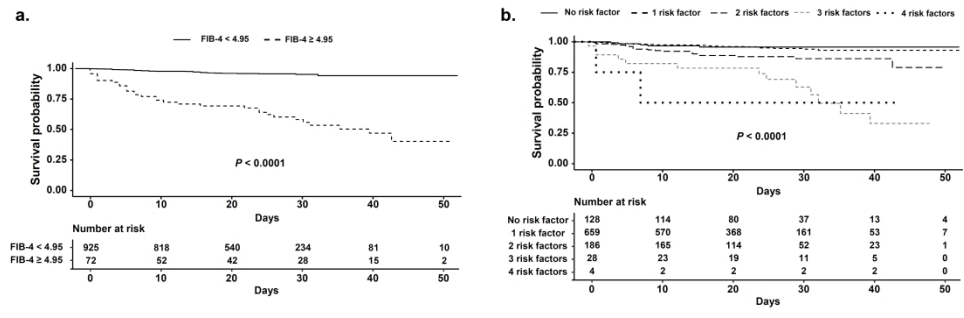 a.
FIB-4 < 4.95 FIB-4 ≥ 4.95
Survival probability
1.00
0.75
0.50
0.25
0.00
P < 0.0001
0 10 20 30 40 50
Days
Number at risk
FIB-4 < 4.95 925 818 540 234 81 10
FIB-4 ≥ 4.95 72 52 42 28 15 2
0 10 20 30 40 50
Days
b.
No risk factor 1 risk factor 2 risk factors 3 risk factors 4 risk factors
Survival probability
1.00
0.75
0.50
0.25
0.00
P < 0.0001
0 10 20 30 40 50
Days
Number at risk
No risk factor 128 114 80 37 13 4
1 risk factor 659 570 368 161 53 7
2 risk factors 186 165 114 52 23 1
3 risk factors 28 23 19 11 5 0
4 risk factors 4 2 2 2 2 0
0 10 20 30 40 50
Days